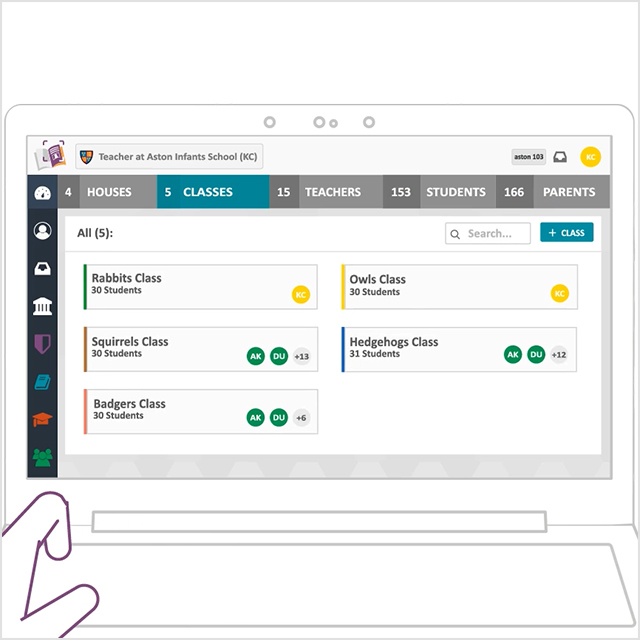 Teacher at Aston Infants School (KC)
aston 103
KC
4 HOUSES 5 CLASSES 15 TEACHERS 153 STUDENTS 166 PARENTS
All (5):
Search...
+ CLASS
Rabbits Class
30 Students
KC
Owls Class
30 Students
KC
Squirrels Class
30 Students
AK DU +13
Hedgehogs Class
31 Students
AK DU +12
Badgers Class
30 Students
AK DU +6